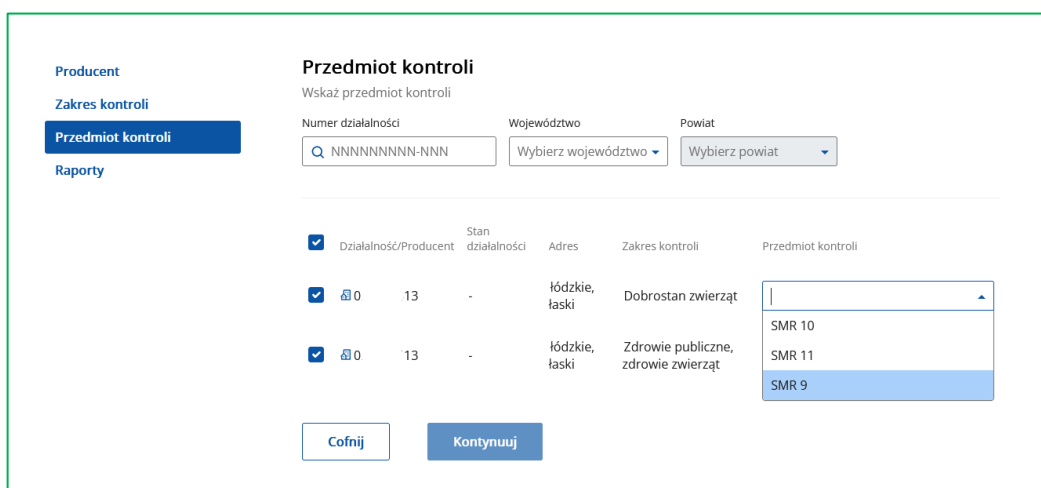 Producent
Zakres kontroli
Przedmiot kontroli
Raporty
Przedmiot kontroli
Wskaż przedmiot kontroli
Numer działalności
Województwo
Powiat
NNNNNNNNN-NNN
Wybierz województwo
Wybierz powiat
Działalność/Producent
Stan
działalności
Adres
Zakres kontroli
Przedmiot kontroli
0
13
-
łódzkie,
łaski
Dobrostan zwierząt
SMR 10
SMR 11
SMR 9
0
13
-
łódzkie,
łaski
Zdrowie publiczne,
zdrowie zwierząt
Cofnij
Kontynuuj